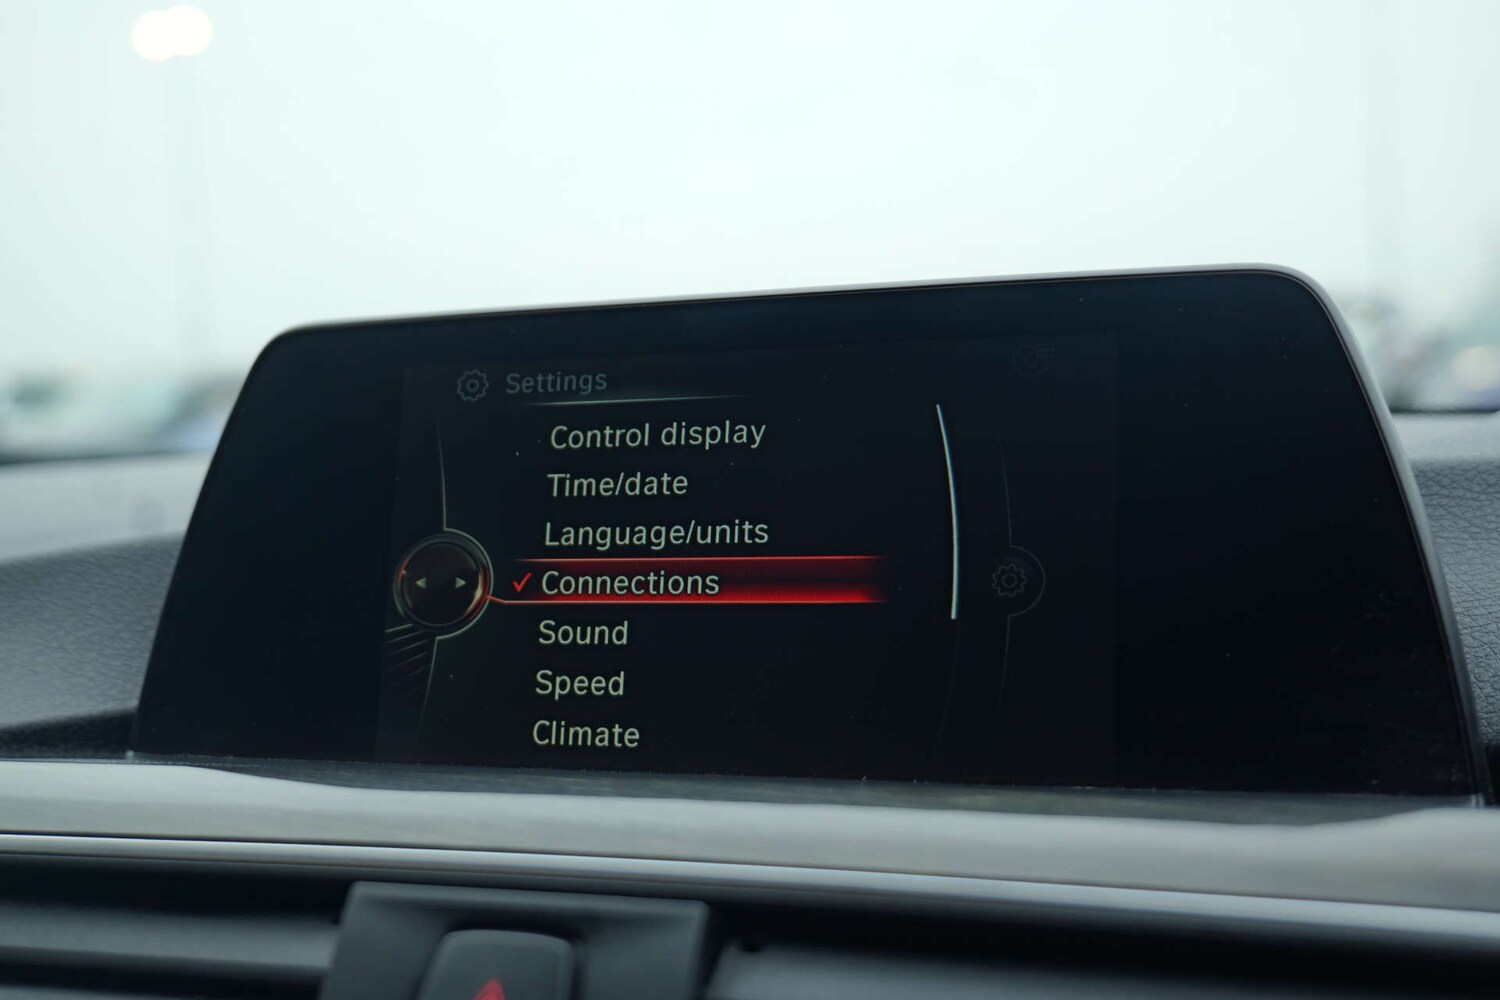 Settings
Control display
Time/date
Language/units
Connections
Sound
Speed
Climate